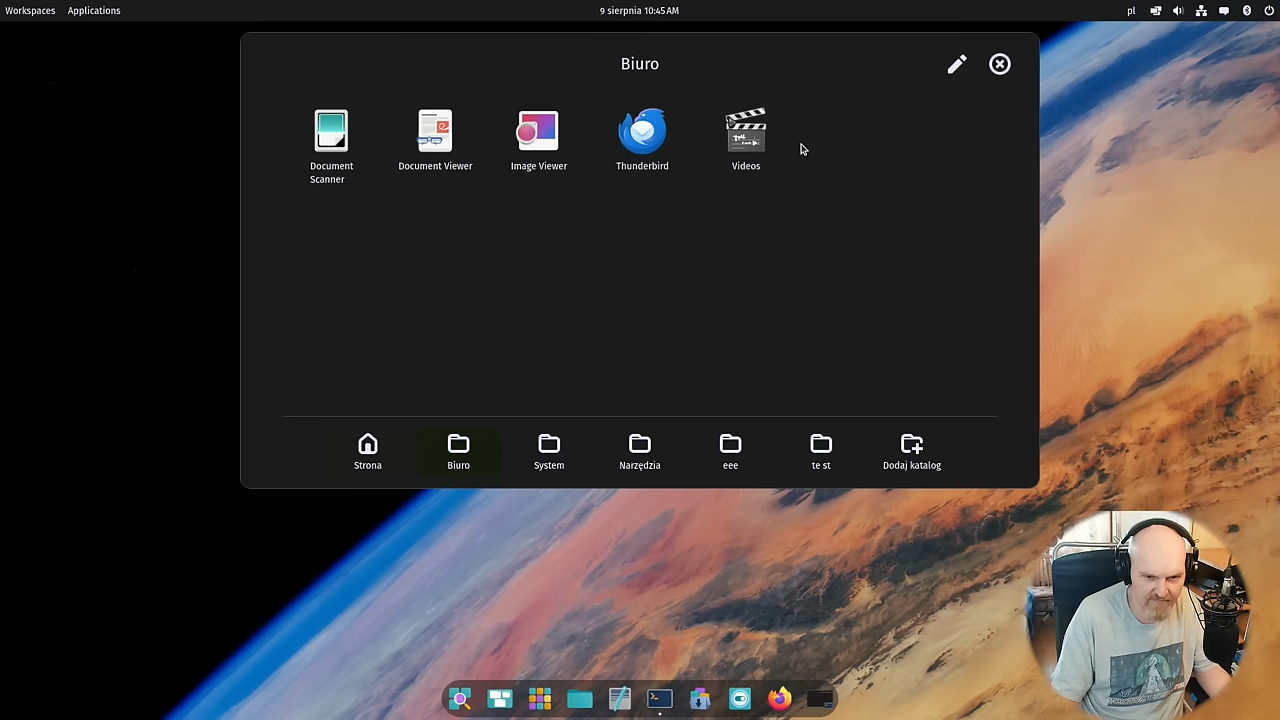 Workspaces Applications 9 sierpnia 10:45 AM pl
Biuro
Document Scanner
Document Viewer
Image Viewer
Thunderbird
Videos
Strona
Biuro
System
Narzędzia
eee
te st
Dodaj katalog